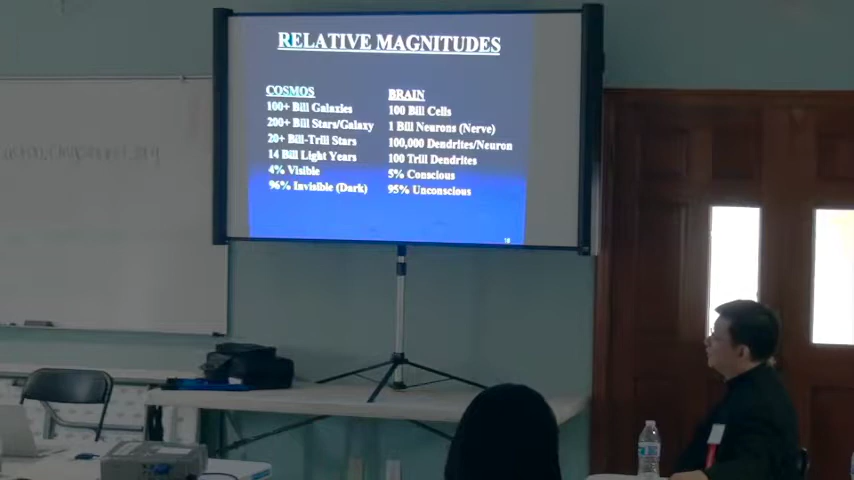 RELATIVE MAGNITUDES
COSMOS
100+ Bill Galaxies
200+ Bill Stars/Galaxy
20+ Bill-Trill Stars
14 Bill Light Years
4% Visible
96% Invisible (Dark)
BRAIN
100 Bill Cells
1 Bill Neurons (Nerve)
100,000 Dendrites/Neuron
100 Trill Dendrites
5% Conscious
95% Unconscious
18